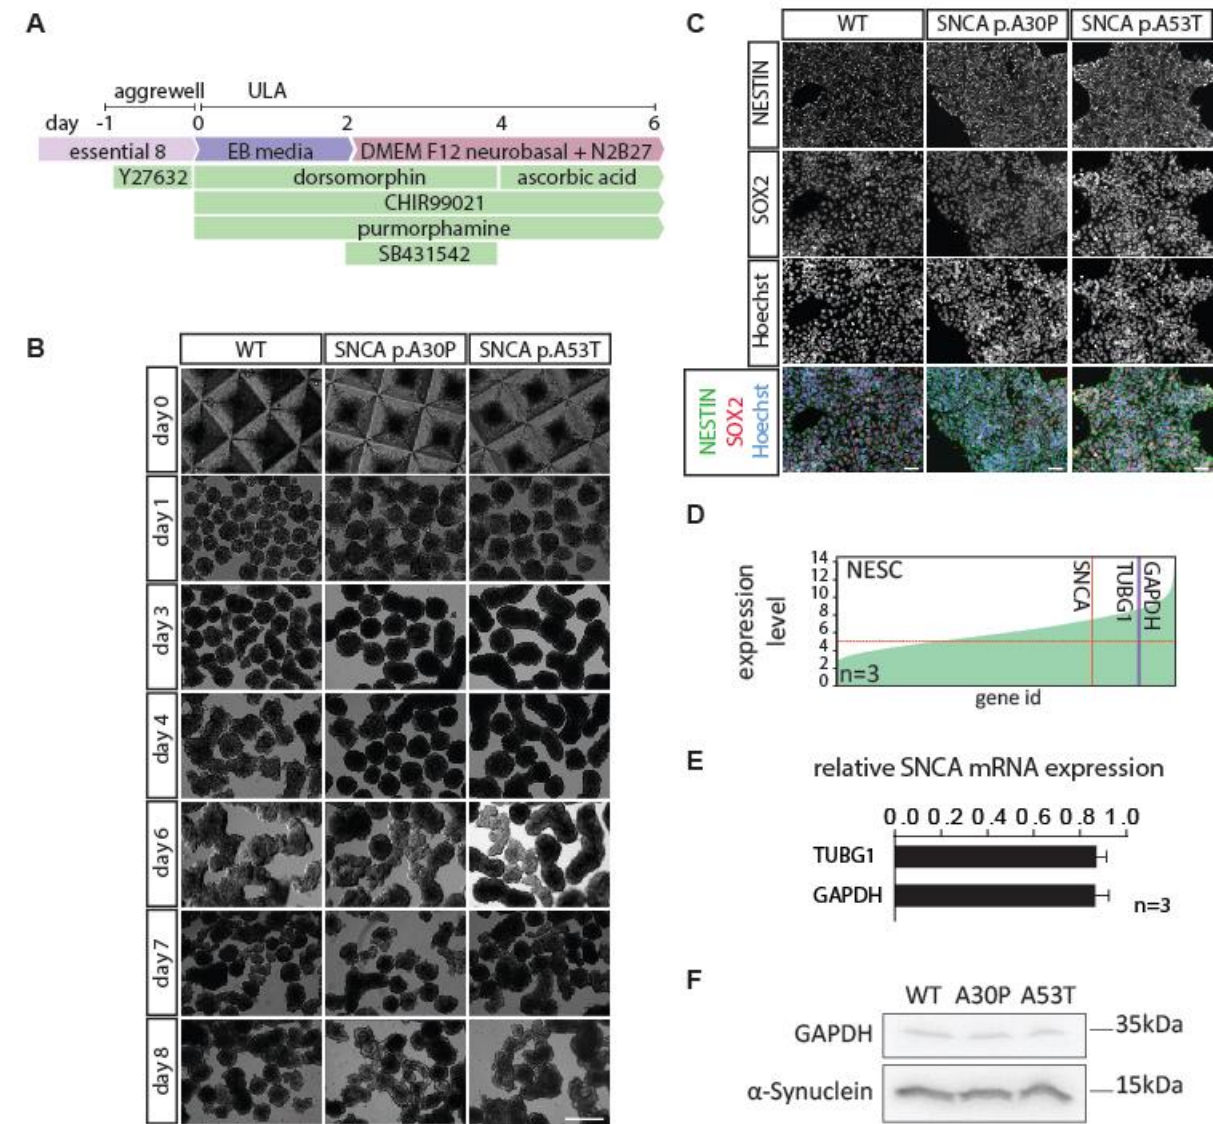 A
aggrewell ULA
day -1 0 2 4 6
essential 8 EB media DMEM F12 neurobasal + N2B27
Y27632 dorsomorphin ascorbic acid
CHIR99021
purmorphamine
SB431542
B
WT SNCA p.A30P SNCA p.A53T
day 0
day 1
day 3
day 4
day 6
day 7
day 8
C
WT SNCA p.A30P SNCA p.A53T
NESTIN
SOX2
Hoechst
NESTIN
SOX2
Hoechst
D
expression
level
14
12
10
8
6
4
2
0
NESC
SNCA
TUBG1
GAPDH
n=3
gene id
E
relative SNCA mRNA expression
0.0 0.2 0.4 0.6 0.8 1.0
TUBG1
GAPDH
n=3
F
WT A30P A53T
GAPDH 35kDa
α-Synuclein 15kDa